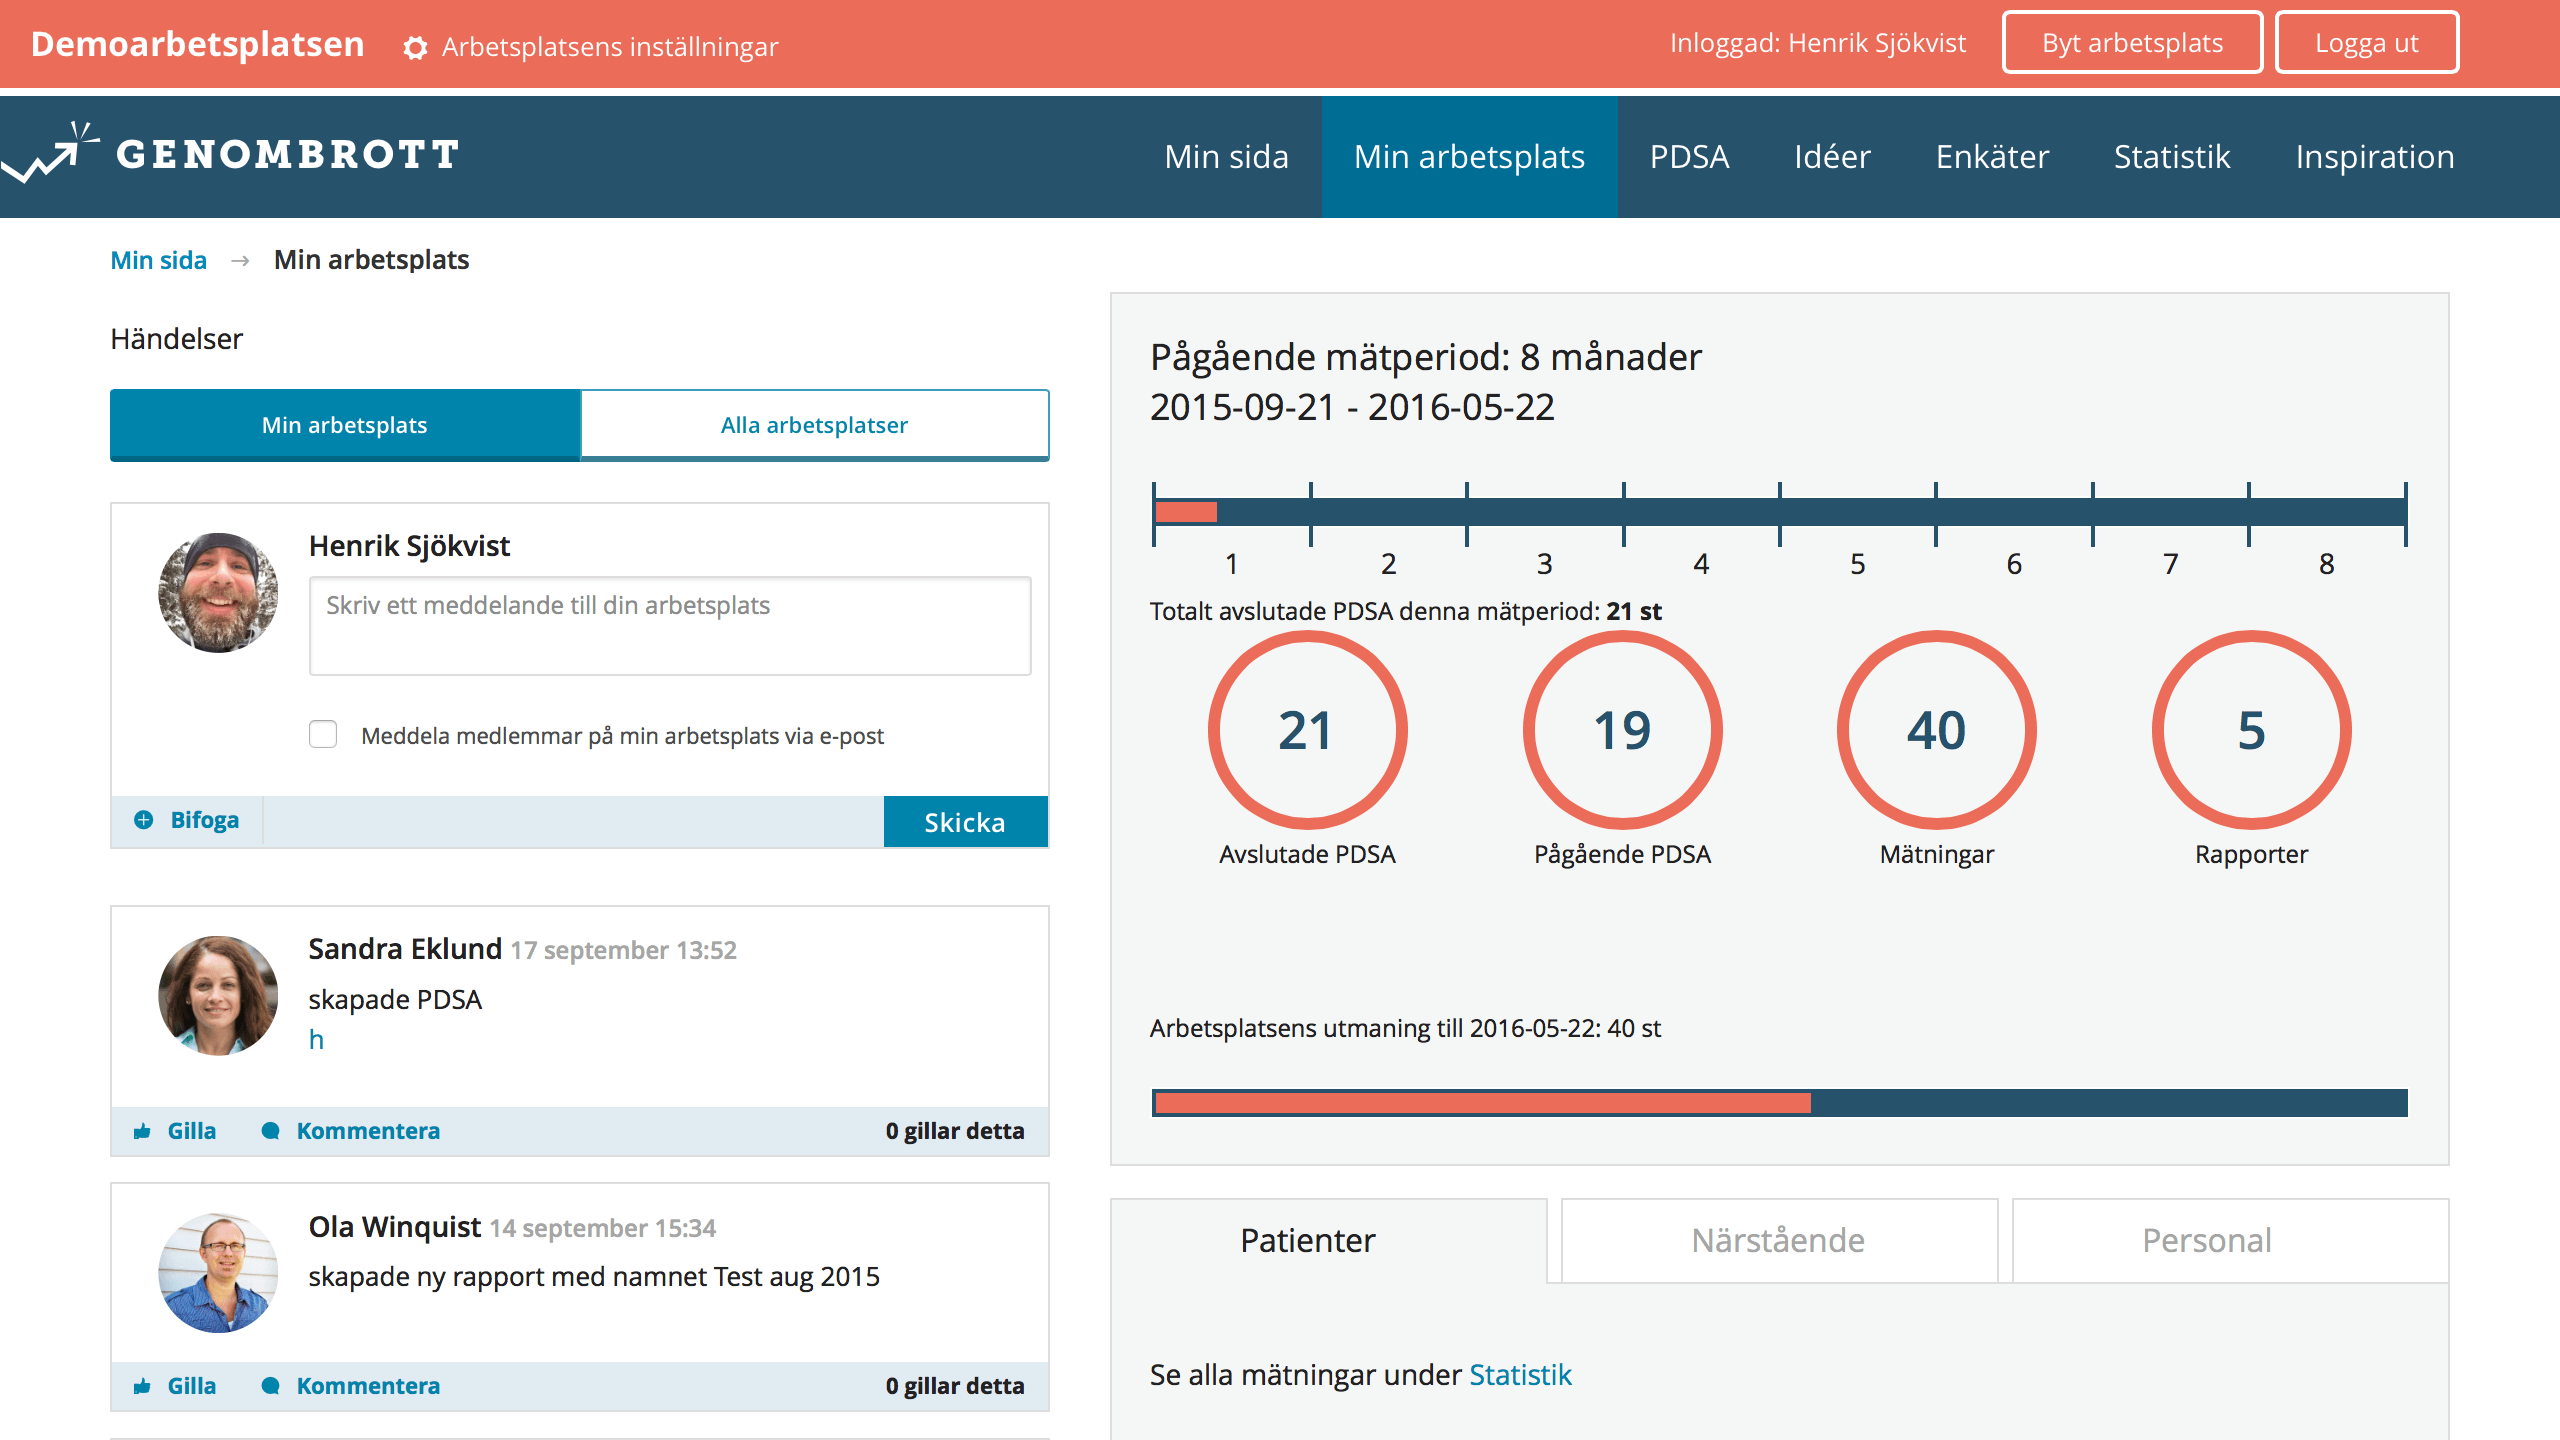 Demoarbetsplatsen
Arbetsplatsens inställningar
Inloggad: Henrik Sjökvist
Byt arbetsplats
Logga ut
GENOMBROTT
Min sida
Min arbetsplats
PDSA
Idéer
Enkäter
Statistik
Inspiration
Min sida → Min arbetsplats
Händelser
Min arbetsplats
Alla arbetsplatser
Henrik Sjökvist
Skriv ett meddelande till din arbetsplats
Meddela medlemmar på min arbetsplats via e-post
Bifoga
Skicka
Sandra Eklund 17 september 13:52
skapade PDSA
h
Gilla
Kommentera
0 gillar detta
Ola Winquist 14 september 15:34
skapade ny rapport med namnet Test aug 2015
Gilla
Kommentera
0 gillar detta
Pågående mätperiod: 8 månader
2015-09-21 - 2016-05-22
1 2 3 4 5 6 7 8
Totalt avslutade PDSA denna mätperiod: 21 st
21
Avslutade PDSA
19
Pågående PDSA
40
Mätningar
5
Rapporter
Arbetsplatsens utmaning till 2016-05-22: 40 st
Patienter
Närstående
Personal
Se alla mätningar under Statistik